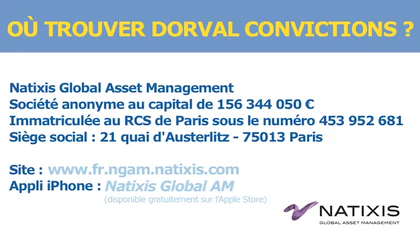 OÙ TROUVER DORVAL CONVICTIONS ?
Natixis Global Asset Management
Société anonyme au capital de 156 344 050 €
Immatriculée au RCS de Paris sous le numéro 453 952 681
Siège social : 21 quai d'Austerlitz - 75013 Paris
Site : www.fr.ngam.natixis.com
Appli iPhone : Natixis Global AM
(disponible gratuitement sur l'Apple Store)
NATIXIS
GLOBAL ASSET MANAGEMENT